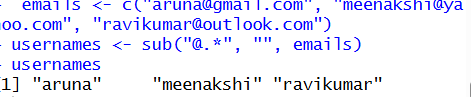 emails <- c("aruna@gmail.com", "meenakshi@ya
hoo.com", "ravikumar@outlook.com")
usernames <- sub("@.*", "", emails)
usernames
[1] "aruna"     "meenakshi" "ravikumar"